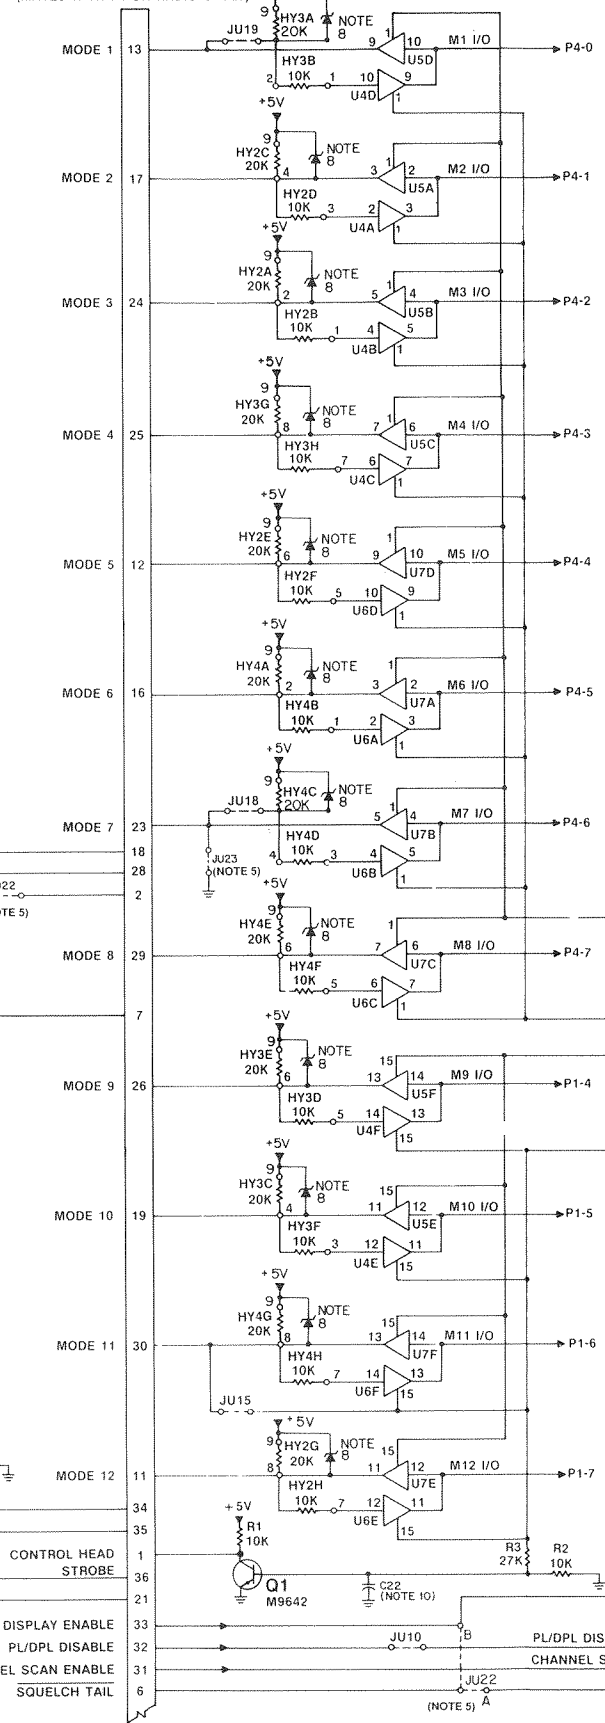 JU19
9 HY3A 20K
NOTE 8
MODE 1 13
9 10 U5D M1 I/O P4-0
1
HY3B 10K
2 1 10 9 U4D
1
+5V
9 HY2C 20K
NOTE 8
MODE 2 17
4 3 2 U5A M2 I/O P4-1
1
HY2D 10K
3 2 3 U4A
1
+5V
9 HY2A 20K
NOTE 8
MODE 3 24
2 5 4 U5B M3 I/O P4-2
1
HY2B 10K
1 4 5 U4B
1
+5V
9 HY3G 20K
NOTE 8
MODE 4 25
8 7 6 U5C M4 I/O P4-3
1
HY3H 10K
7 6 7 U4C
1
+5V
9 HY2E 20K
NOTE 8
MODE 5 12
6 9 10 U7D M5 I/O P4-4
1
HY2F 10K
5 10 9 U6D
1
+5V
9 HY4A 20K
NOTE 8
MODE 6 16
2 3 2 U7A M6 I/O P4-5
1
HY4B 10K
1 2 3 U6A
1
+5V
9 HY4C 20K
NOTE 8
JU18
MODE 7 23
5 4 U7B M7 I/O P4-6
1
HY4D 10K
4 3 4 5 U6B
1
18
JU23 (NOTE 5)
28
2
+5V
9 HY4E 20K
NOTE 8
MODE 8 29
6 7 6 U7C M8 I/O P4-7
1
HY4F 10K
5 6 7 U6C
1
7
+5V
9 HY3E 20K
NOTE 8
MODE 9 26
6 13 14 U5F M9 I/O P1-4
15
HY3D 10K
5 14 13 U4F
15
+5V
9 HY3C 20K
NOTE 8
MODE 10 19
4 11 12 U5E M10 I/O P1-5
15
HY3F 10K
3 12 11 U4E
15
+5V
9 HY4G 20K
NOTE 8
MODE 11 30
8 13 14 U7F M11 I/O P1-6
15
HY4H 10K
7 14 13 U6F
15
JU15
+5V
9 HY2G 20K
NOTE 8
MODE 12 11
8 11 12 U7E M12 I/O P1-7
15
HY2H 10K
7 12 11 U6E
15
34
+5V
35
R1 10K
R3 27K
R2 10K
CONTROL HEAD STROBE
1
36
Q1
M9642
C22 (NOTE 10)
21
DISPLAY ENABLE 33
B
PL/DPL DISABLE 32
JU10
PL/DPL DIS
EL SCAN ENABLE 31
CHANNEL S
SQUELCH TAIL 6
JU22
(NOTE 5) A